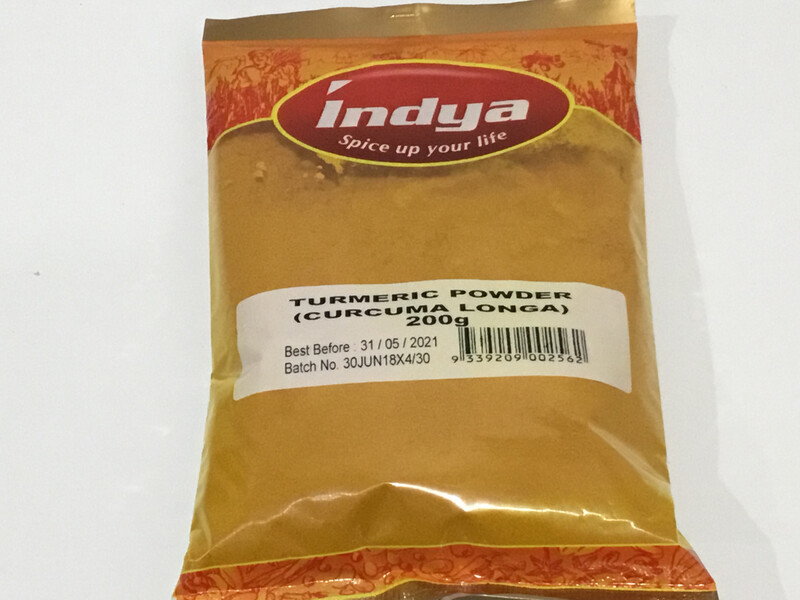 indya
Spice up your life
TURMERIC POWDER
(CURCUMA LONGA)
200g
Best Before : 31 / 05 / 2021
Batch No. 30JUN18X4/30
9 339209 002562